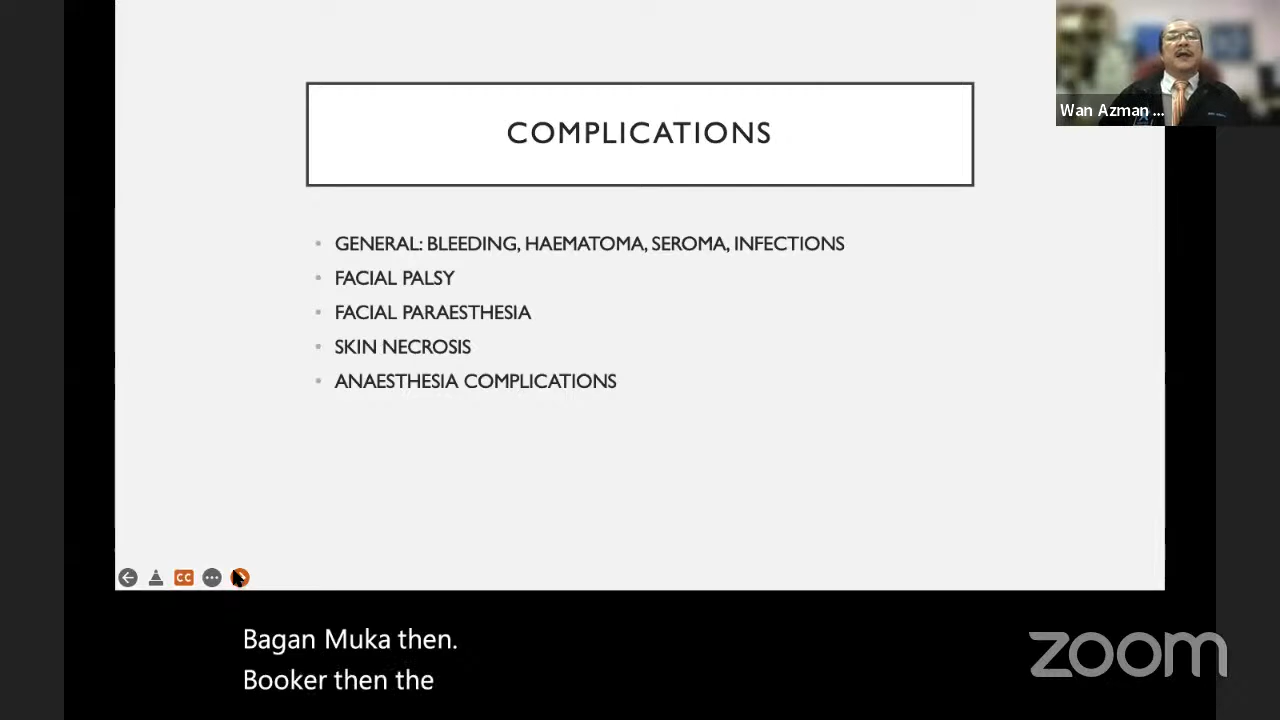 COMPLICATIONS
Wan Azman ...
GENERAL: BLEEDING, HAEMATOMA, SEROMA, INFECTIONS
FACIAL PALSY
FACIAL PARAESTHESIA
SKIN NECROSIS
ANAESTHESIA COMPLICATIONS
CC
Bagan Muka then.
Booker then the
zoom